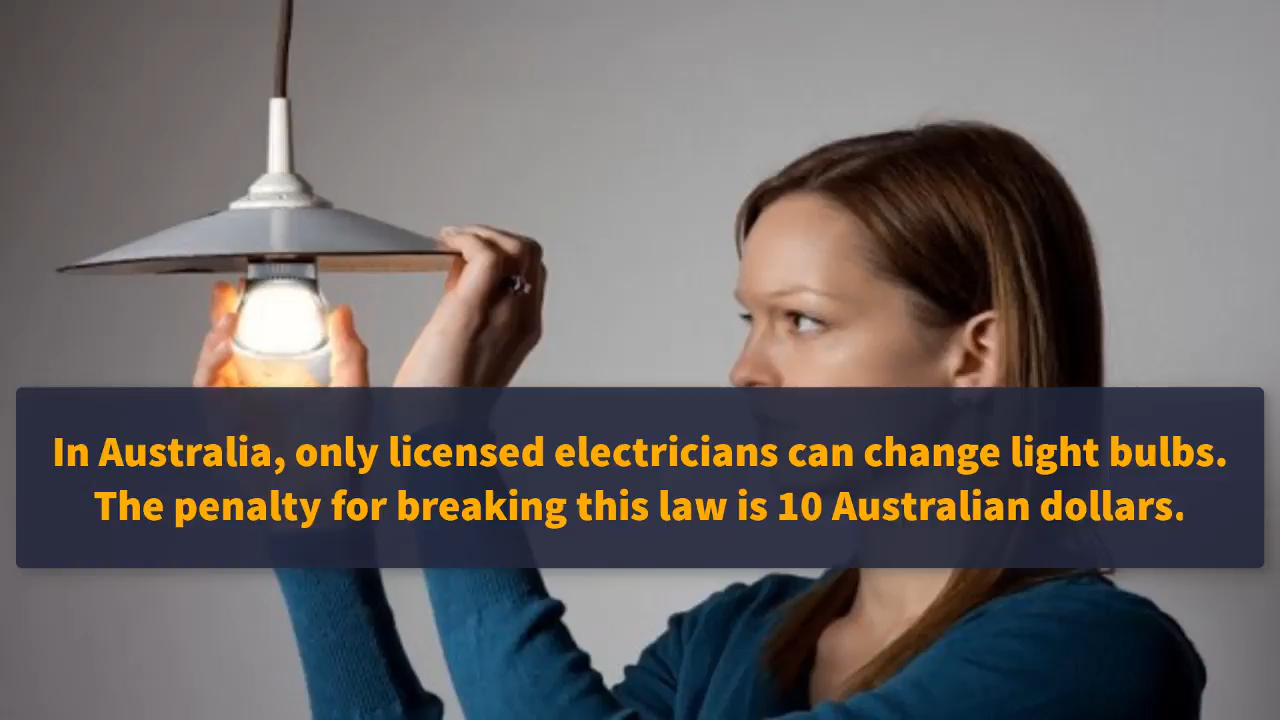 In Australia, only licensed electricians can change light bulbs.
The penalty for breaking this law is 10 Australian dollars.